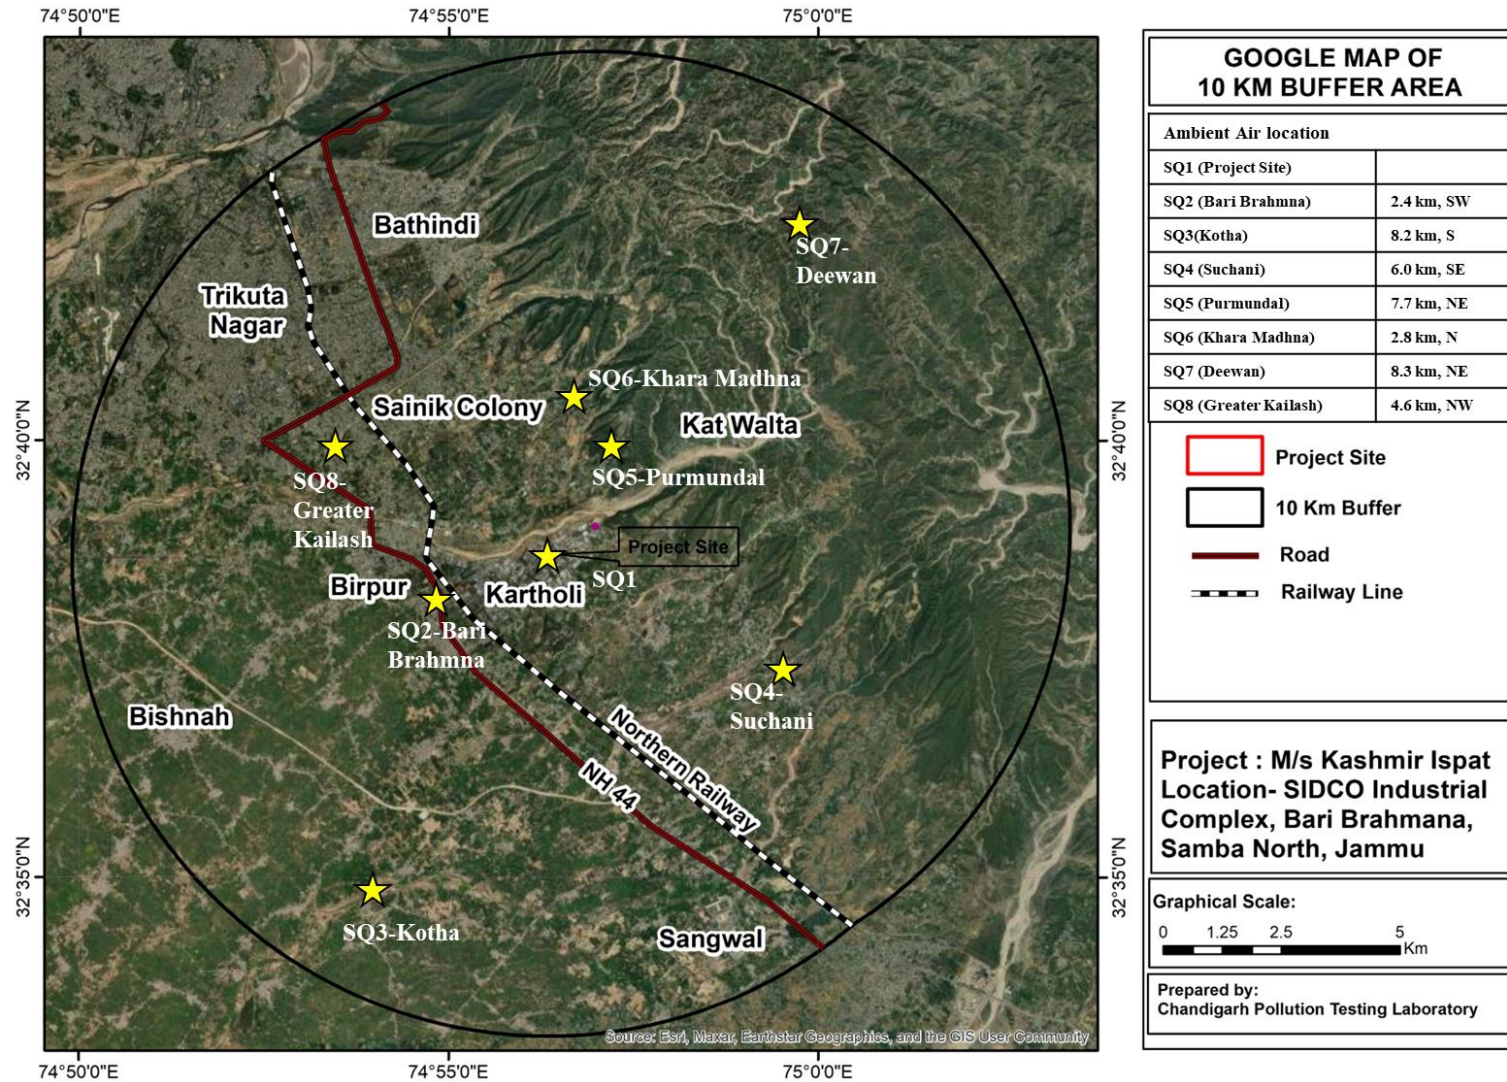 74°50'0"E
74°55'0"E
75°0'0"E
32°40'0"N
32°35'0"N
Bathindi
Trikuta
Nagar
SQ7-
Deewan
SQ6-Khara Madhna
Sainik Colony
Kat Walta
SQ5-Purmundal
SQ8-
Greater
Kailash
Project Site
SQ1
Birpur
Kartholi
SQ2-Bari
Brahmna
SQ4-
Suchani
Bishnah
Northern Railway
NH 44
SQ3-Kotha
Sangwal
Source: Esri, Maxar, Earthstar Geographics, and the GIS User Community
32°40'0"N
32°35'0"N
74°50'0"E
74°55'0"E
75°0'0"E
GOOGLE MAP OF
10 KM BUFFER AREA
Ambient Air location
SQ1 (Project Site)
SQ2 (Bari Brahmna) 2.4 km, SW
SQ3(Kotha) 8.2 km, S
SQ4 (Suchani) 6.0 km, SE
SQ5 (Purmundal) 7.7 km, NE
SQ6 (Khara Madhna) 2.8 km, N
SQ7 (Deewan) 8.3 km, NE
SQ8 (Greater Kailash) 4.6 km, NW
Project Site
10 Km Buffer
Road
Railway Line
Project : M/s Kashmir Ispat
Location- SIDCO Industrial
Complex, Bari Brahmana,
Samba North, Jammu
Graphical Scale:
0 1.25 2.5 5
Km
Prepared by:
Chandigarh Pollution Testing Laboratory